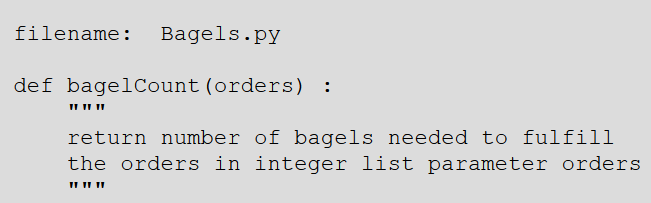 filename:  Bagels.py
def bagelCount(orders) :
    """
    return number of bagels needed to fulfill
    the orders in integer list parameter orders
    """